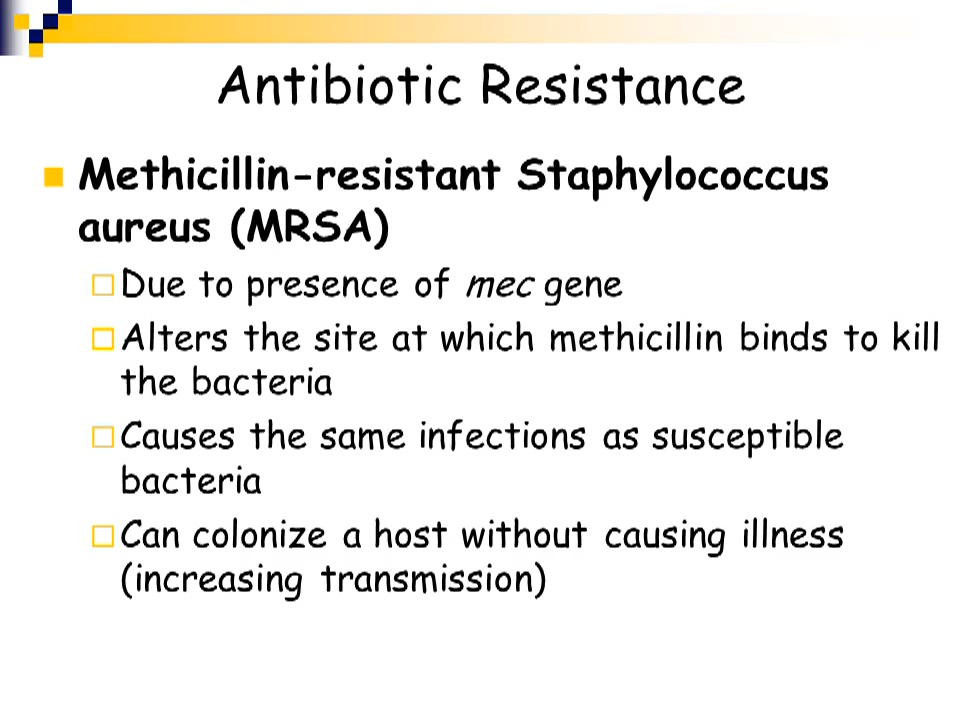 Antibiotic Resistance
Methicillin-resistant Staphylococcus
aureus (MRSA)
Due to presence of mec gene
Alters the site at which methicillin binds to kill
the bacteria
Causes the same infections as susceptible
bacteria
Can colonize a host without causing illness
(increasing transmission)